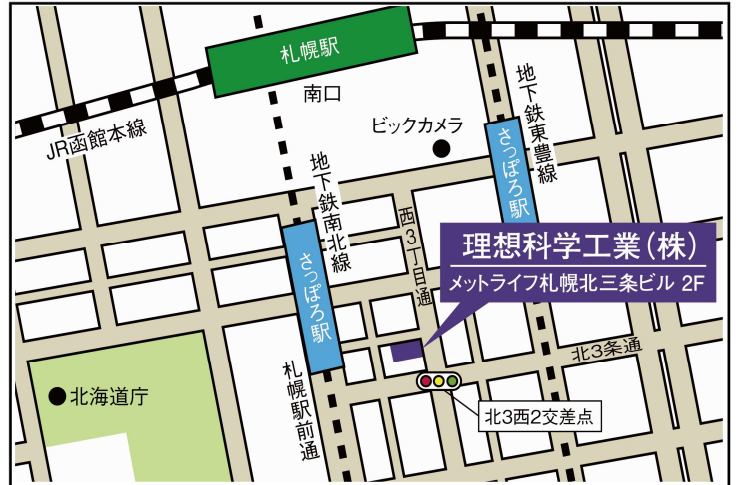 札幌駅
南口
JR函館本線
ビックカメラ
地下鉄東豊線
さっぽろ駅
地下鉄南北線
さっぽろ駅
西3丁目通
理想科学工業(株)
メットライフ札幌北三条ビル 2F
北3条通
札幌駅前通
北海道庁
北3西2交差点